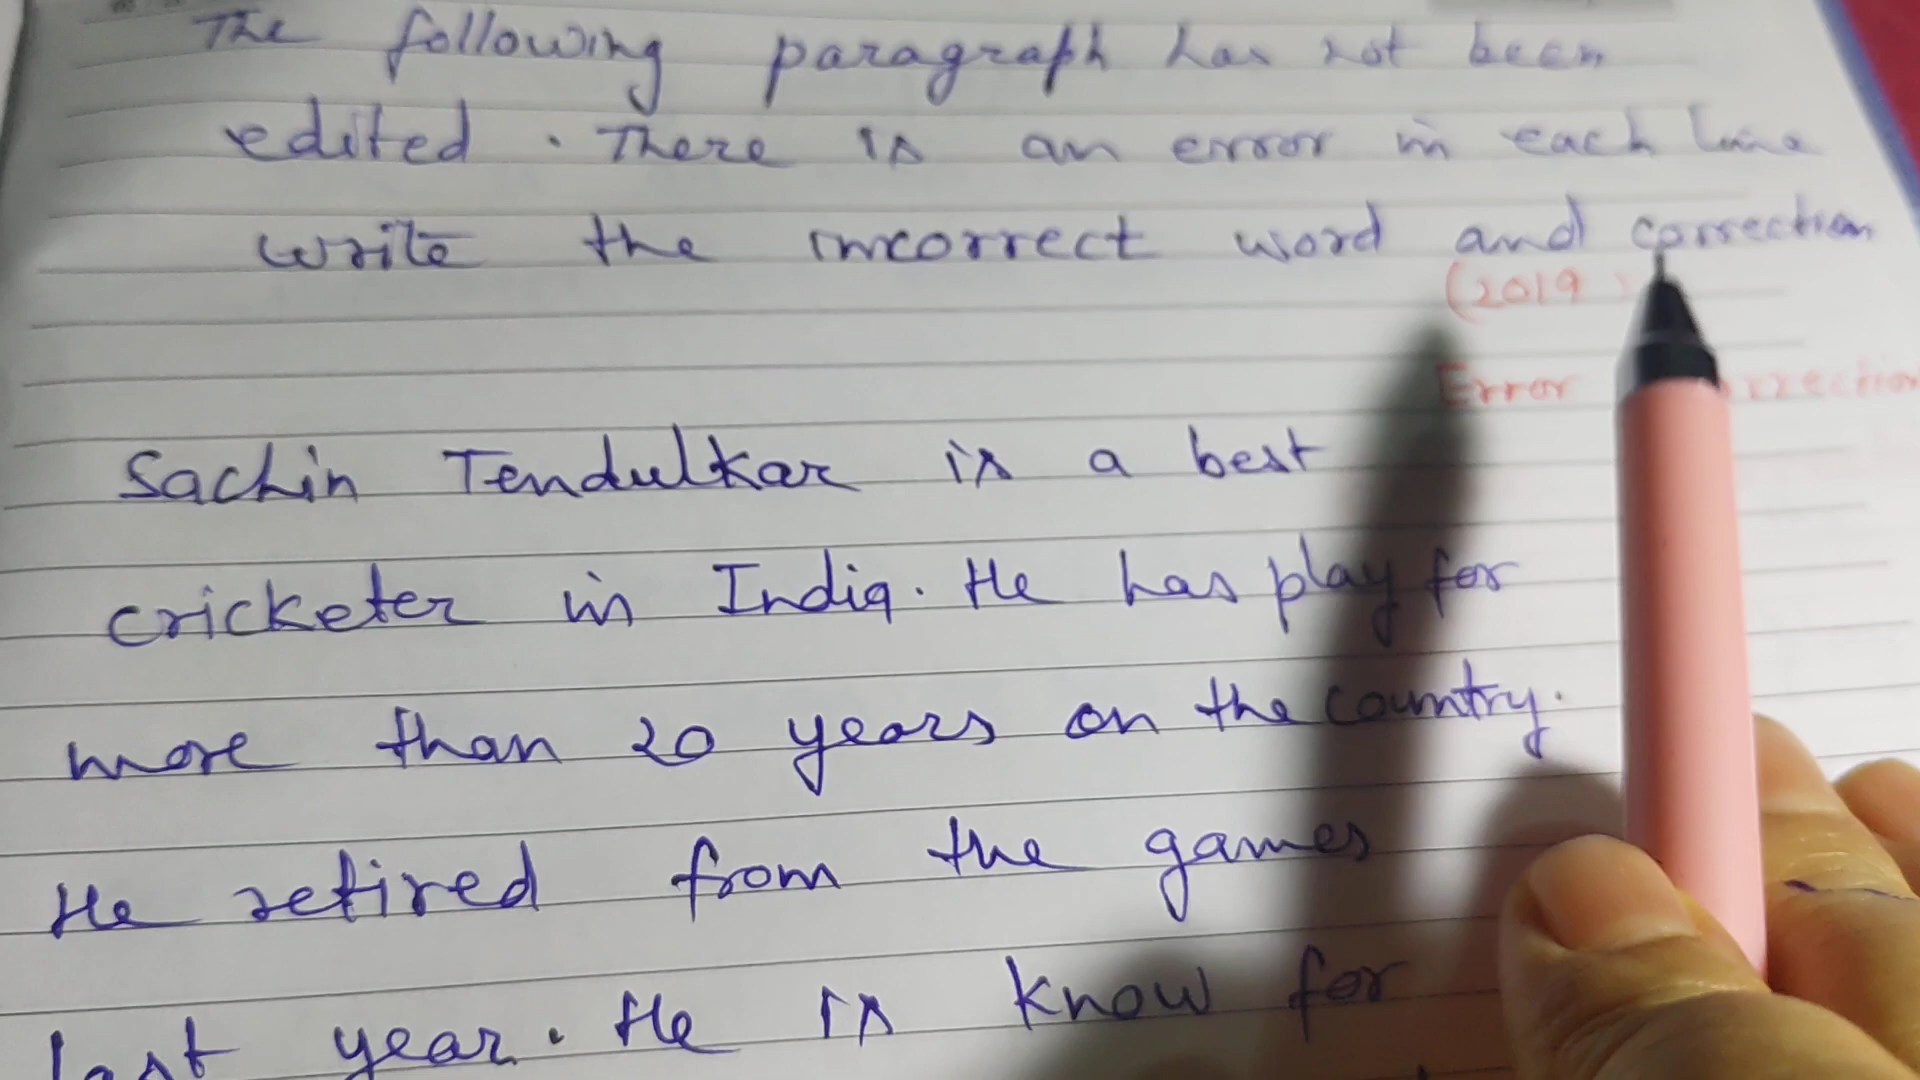 The following paragraph has not been
edited. There is an error in each line
write the incorrect word and correction
(2019
Error
Sachin Tendulkar is a best
cricketer in India. He has play for
more than 20 years on the country.
He retired from the games
last year. He is know for